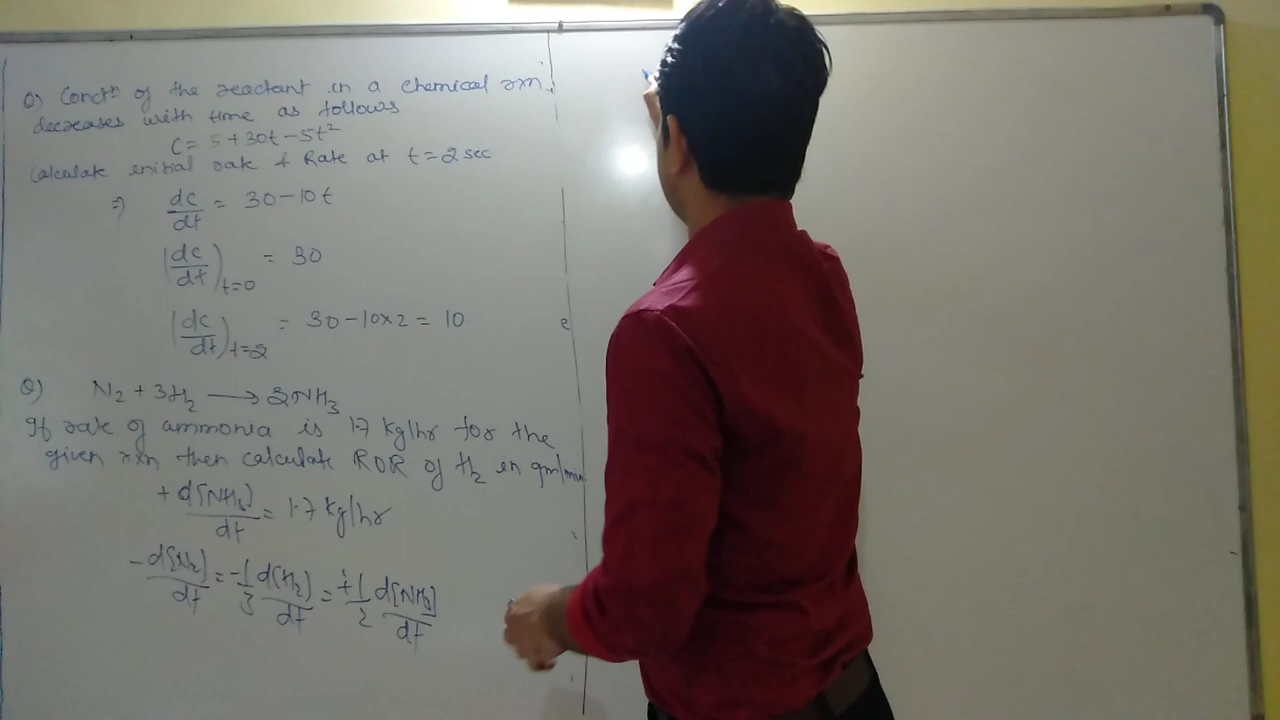 Q) Concⁿ of the reactant in a chemical rxn.
decreases with time as follows
C = 5 + 30t - 5t²
Calculate initial rate & Rate at t = 2 sec
⇒ dc/dt = 30 - 10t
(dc/dt)t=0 = 30
(dc/dt)t=2 = 30 - 10×2 = 10
Q) N₂ + 3H₂ → 2NH₃
If rate of ammonia is 1.7 kg/hr for the
given rxn then calculate ROR of H₂ in gm/min
+ d[NH₃]/dt = 1.7 kg/hr
-d[N₂]/dt = -1/3 d[H₂]/dt = +1/2 d[NH₃]/dt